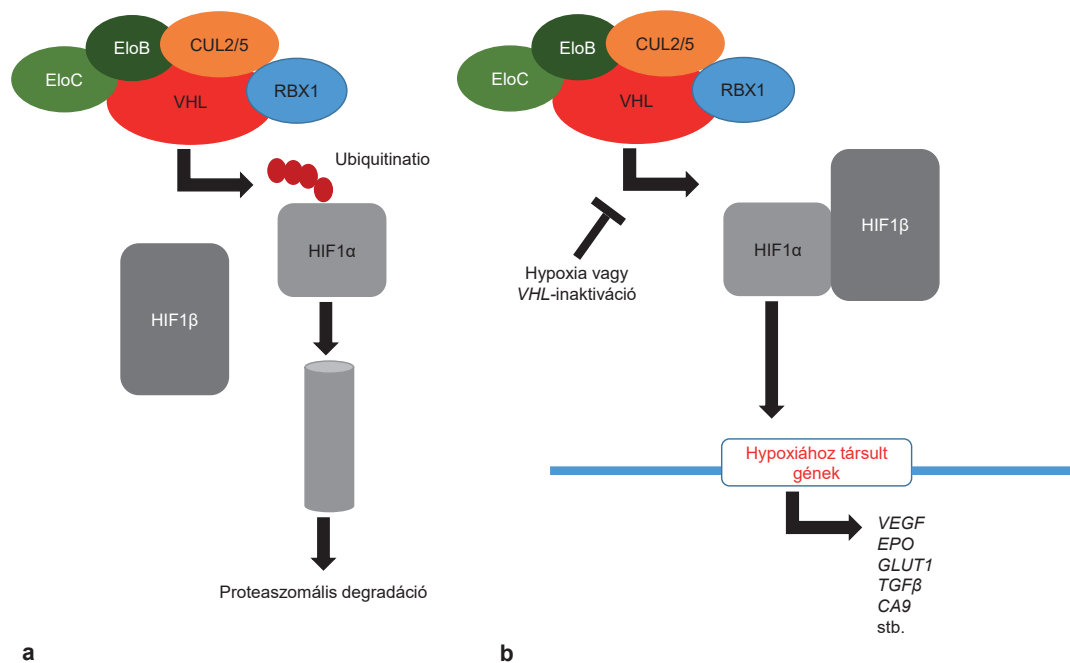 EloC
EloB
CUL2/5
VHL
RBX1
Ubiquitinatio
HIF1α
HIF1β
Proteaszomális degradáció
a
EloC
EloB
CUL2/5
VHL
RBX1
Hypoxia vagy
VHL-inaktiváció
HIF1α
HIF1β
Hypoxiához társult
gének
VEGF
EPO
GLUT1
TGFβ
CA9
stb.
b